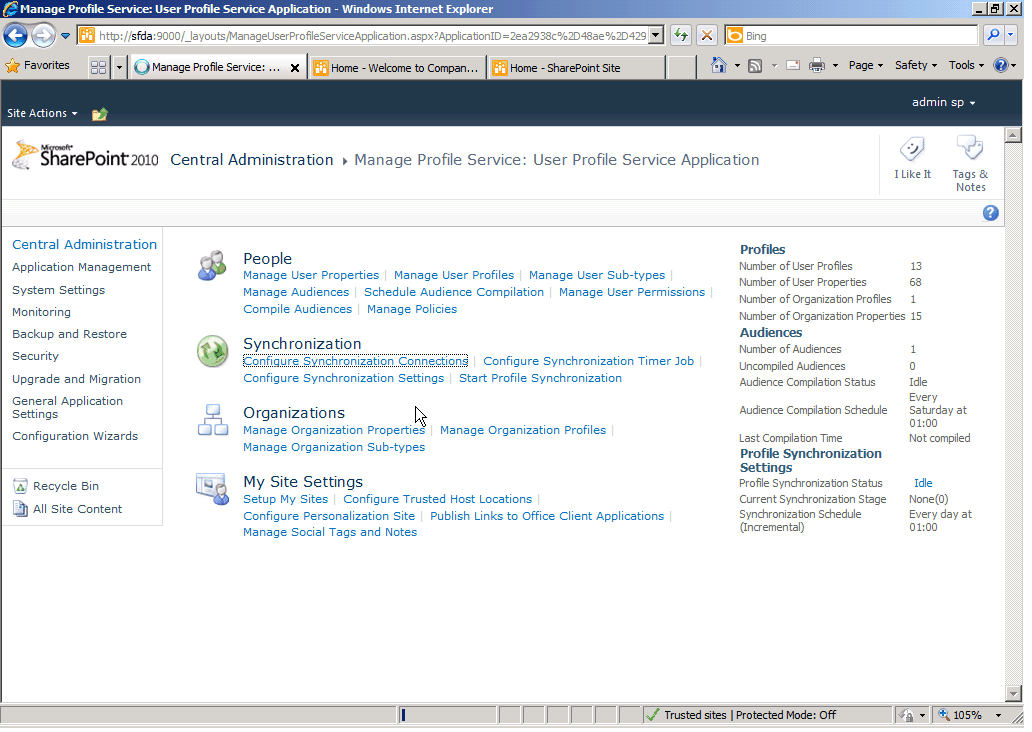 Manage Profile Service: User Profile Service Application - Windows Internet Explorer
http://sfda:9000/_layouts/ManageUserProfileServiceApplication.aspx?ApplicationID=2ea2938c%2D48ae%2D429
Bing
Favorites
Manage Profile Service: ...
Home - Welcome to Compan...
Home - SharePoint Site
Page
Safety
Tools
admin sp
Site Actions
Microsoft
SharePoint 2010
Central Administration
Manage Profile Service: User Profile Service Application
I Like It
Tags &
Notes
Central Administration
Application Management
System Settings
Monitoring
Backup and Restore
Security
Upgrade and Migration
General Application
Settings
Configuration Wizards
Recycle Bin
All Site Content
People
Manage User Properties | Manage User Profiles | Manage User Sub-types |
Manage Audiences | Schedule Audience Compilation | Manage User Permissions |
Compile Audiences | Manage Policies
Synchronization
Configure Synchronization Connections | Configure Synchronization Timer Job |
Configure Synchronization Settings | Start Profile Synchronization
Organizations
Manage Organization Properties | Manage Organization Profiles |
Manage Organization Sub-types
My Site Settings
Setup My Sites | Configure Trusted Host Locations |
Configure Personalization Site | Publish Links to Office Client Applications |
Manage Social Tags and Notes
Profiles
Number of User Profiles 13
Number of User Properties 68
Number of Organization Profiles 1
Number of Organization Properties 15
Audiences
Number of Audiences 1
Uncompiled Audiences 0
Audience Compilation Status Idle
Audience Compilation Schedule Every
Saturday at
01:00
Last Compilation Time Not compiled
Profile Synchronization
Settings
Profile Synchronization Status Idle
Current Synchronization Stage None(0)
Synchronization Schedule Every day at
(Incremental) 01:00
Trusted sites | Protected Mode: Off
105%